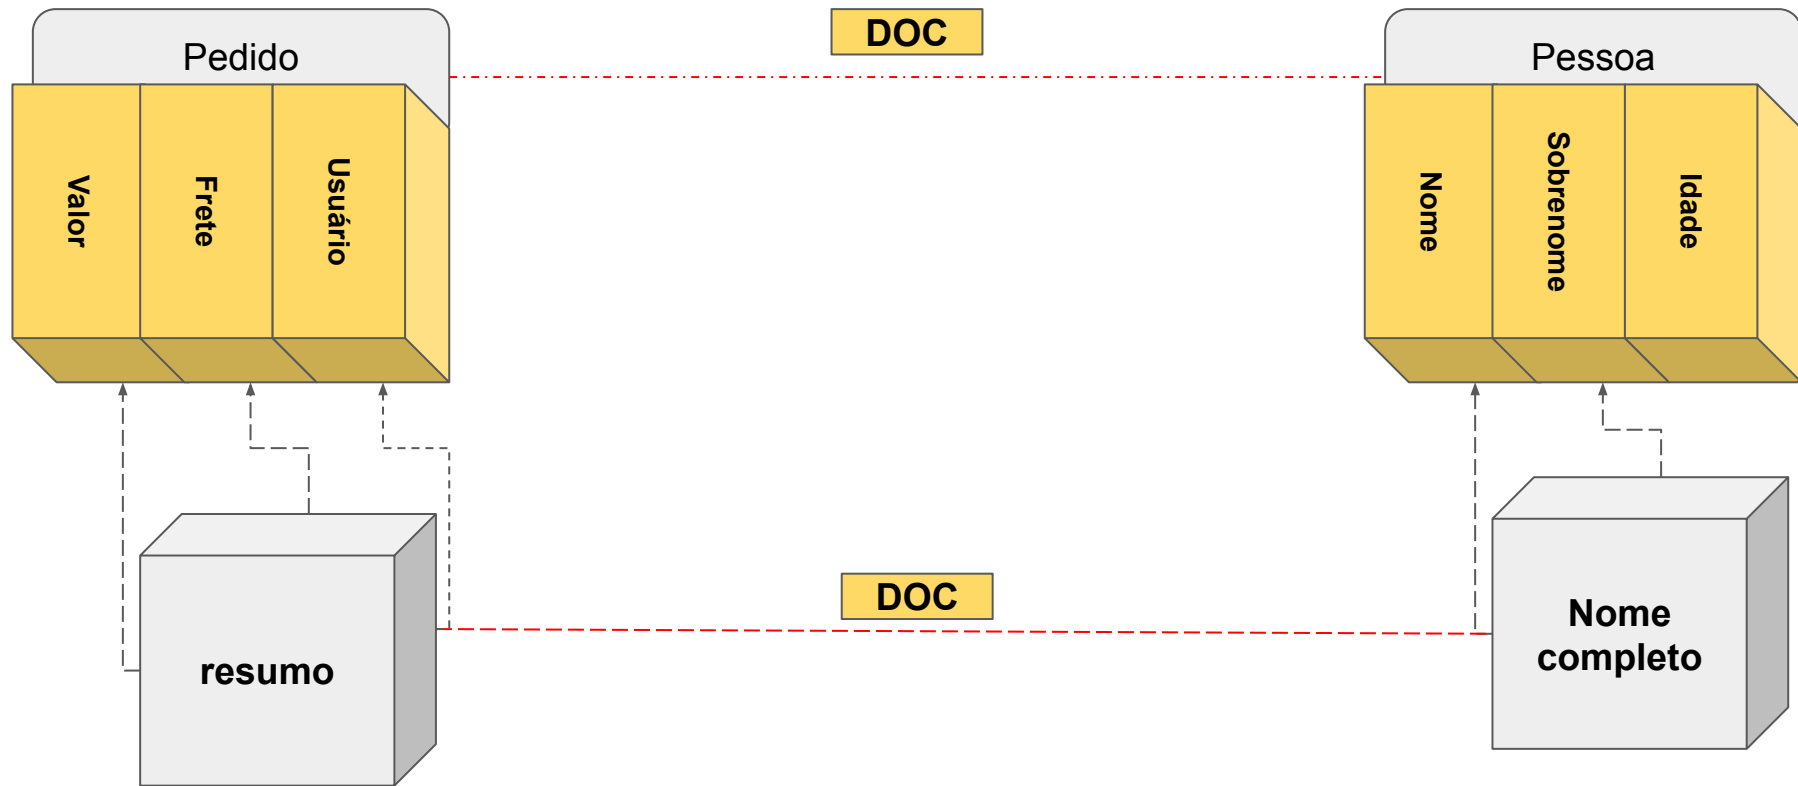 Pedido
DOC
Pessoa
Valor
Frete
Usuário
Nome
Sobrenome
Idade
DOC
resumo
Nome
completo